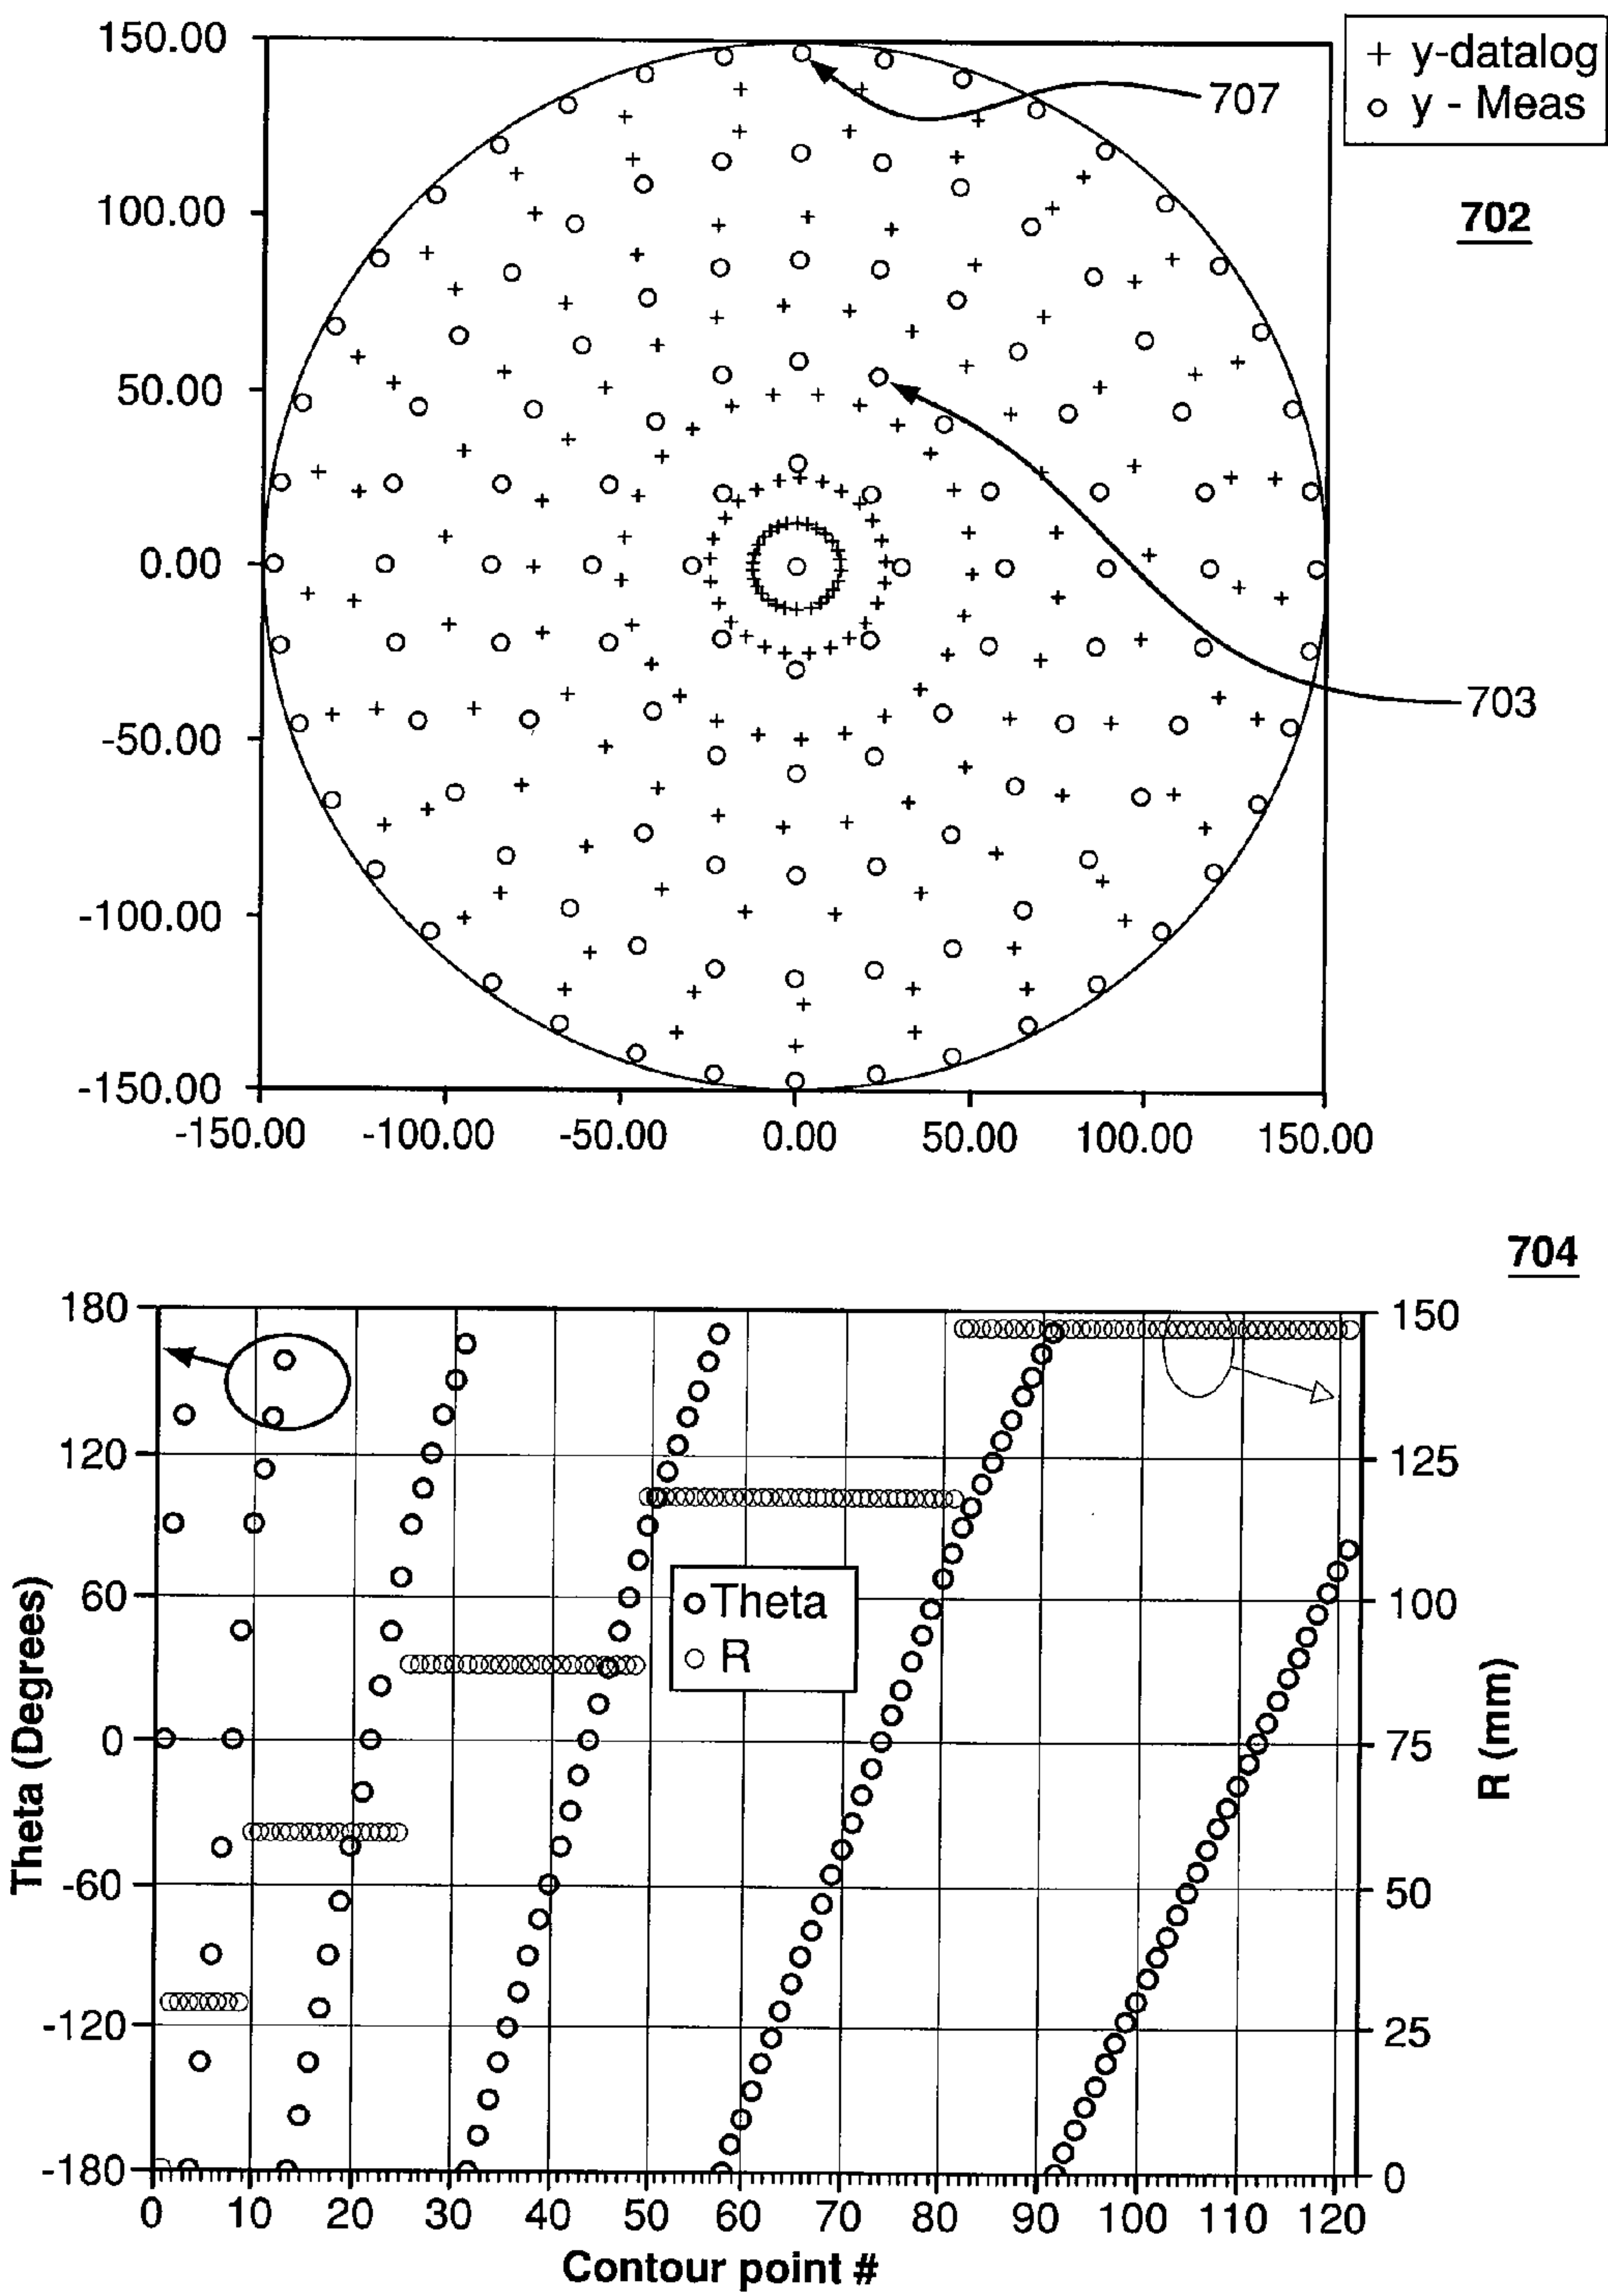 150.00
+ y-datalog
o y - Meas
707
702
100.00
50.00
0.00
-50.00
703
-100.00
-150.00
-150.00 -100.00 -50.00 0.00 50.00 100.00 150.00
704
180 150
120 125
60 100
Theta
R
0 75
-60 50
-120 25
-180 0
Theta (Degrees)
R (mm)
0 10 20 30 40 50 60 70 80 90 100 110 120
Contour point #